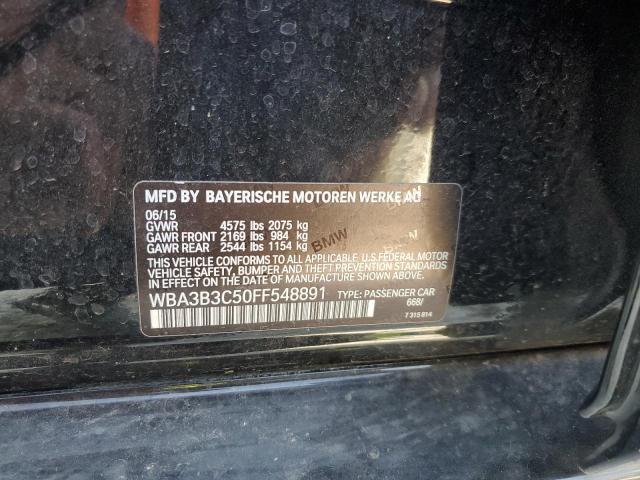 MFD BY BAYERISCHE MOTOREN WERKE AG
06/15
GVWR 4575 lbs 2075 kg
GAWR FRONT 2169 lbs 984 kg
GAWR REAR 2544 lbs 1154 kg
BMW
THIS VEHICLE CONFORMS TO ALL APPLICABLE U.S.FEDERAL MOTOR
VEHICLE SAFETY, BUMPER AND THEFT PREVENTION STANDARDS
IN EFFECT ON THE DATE OF MANUFACTURE SHOWN ABOVE.
WBA3B3C50FF548891 TYPE: PASSENGER CAR
668/
7 315 814